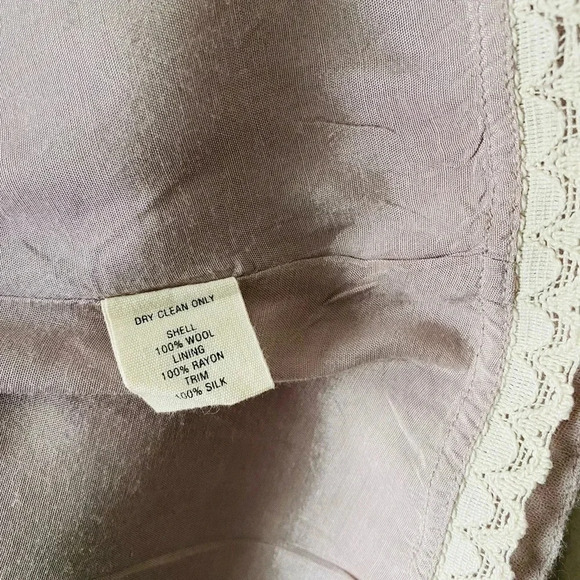 DRY CLEAN ONLY
SHELL
100% WOOL
LINING
100% RAYON
TRIM
100% SILK